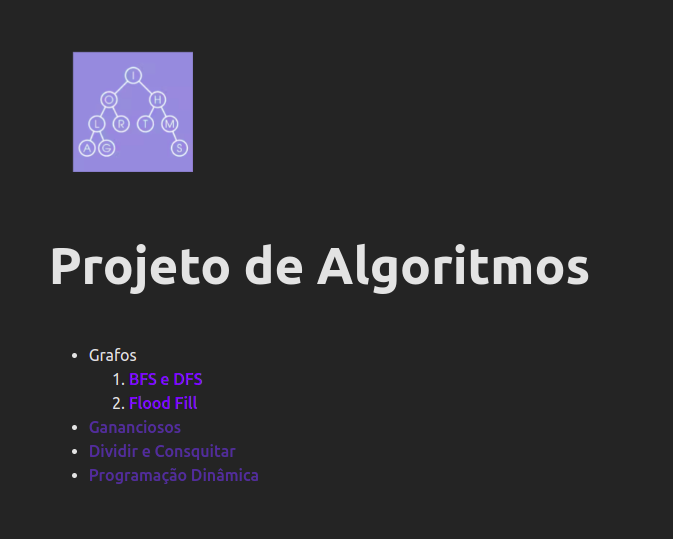 I
O H
L R T M
A G S
Projeto de Algoritmos
• Grafos
1. BFS e DFS
2. Flood Fill
• Gananciosos
• Dividir e Consquitar
• Programação Dinâmica